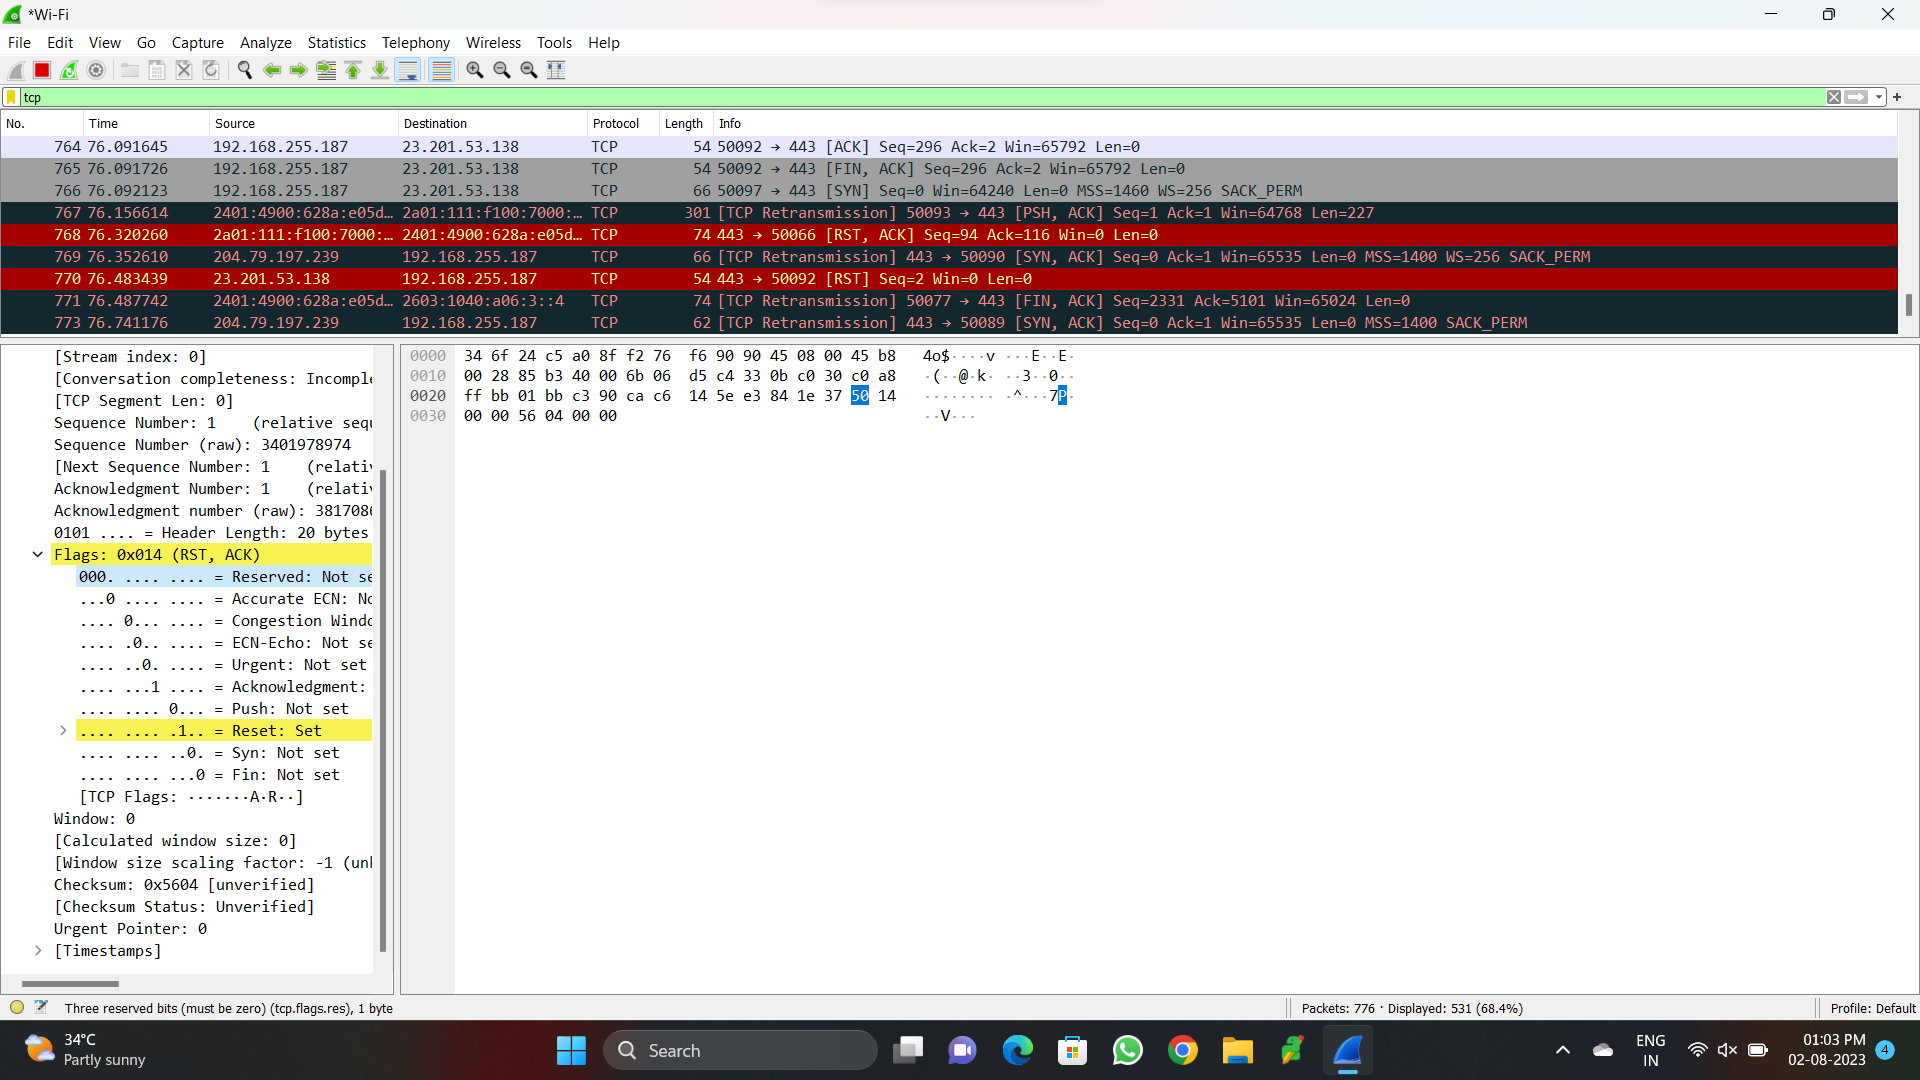 *Wi-Fi
File Edit View Go Capture Analyze Statistics Telephony Wireless Tools Help
tcp
No. Time Source Destination Protocol Length Info
764 76.091645 192.168.255.187 23.201.53.138 TCP 54 50092 → 443 [ACK] Seq=296 Ack=2 Win=65792 Len=0
765 76.091726 192.168.255.187 23.201.53.138 TCP 54 50092 → 443 [FIN, ACK] Seq=296 Ack=2 Win=65792 Len=0
766 76.092123 192.168.255.187 23.201.53.138 TCP 66 50097 → 443 [SYN] Seq=0 Win=64240 Len=0 MSS=1460 WS=256 SACK_PERM
767 76.156614 2401:4900:628a:e05d… 2a01:111:f100:7000:… TCP 301 [TCP Retransmission] 50093 → 443 [PSH, ACK] Seq=1 Ack=1 Win=64768 Len=227
768 76.320260 2a01:111:f100:7000:… 2401:4900:628a:e05d… TCP 74 443 → 50066 [RST, ACK] Seq=94 Ack=116 Win=0 Len=0
769 76.352610 204.79.197.239 192.168.255.187 TCP 66 [TCP Retransmission] 443 → 50090 [SYN, ACK] Seq=0 Ack=1 Win=65535 Len=0 MSS=1400 WS=256 SACK_PERM
770 76.483439 23.201.53.138 192.168.255.187 TCP 54 443 → 50092 [RST] Seq=2 Win=0 Len=0
771 76.487742 2401:4900:628a:e05d… 2603:1040:a06:3::4 TCP 74 [TCP Retransmission] 50077 → 443 [FIN, ACK] Seq=2331 Ack=5101 Win=65024 Len=0
773 76.741176 204.79.197.239 192.168.255.187 TCP 62 [TCP Retransmission] 443 → 50089 [SYN, ACK] Seq=0 Ack=1 Win=65535 Len=0 MSS=1400 SACK_PERM
[Stream index: 0]
[Conversation completeness: Incomple
[TCP Segment Len: 0]
Sequence Number: 1 (relative sequ
Sequence Number (raw): 3401978974
[Next Sequence Number: 1 (relativ
Acknowledgment Number: 1 (relativ
Acknowledgment number (raw): 3817086
0101 .... = Header Length: 20 bytes
Flags: 0x014 (RST, ACK)
000. .... .... = Reserved: Not se
...0 .... .... = Accurate ECN: No
.... 0... .... = Congestion Windo
.... .0.. .... = ECN-Echo: Not se
.... ..0. .... = Urgent: Not set
.... ...1 .... = Acknowledgment:
.... .... 0... = Push: Not set
.... .... .1.. = Reset: Set
.... .... ..0. = Syn: Not set
.... .... ...0 = Fin: Not set
[TCP Flags: ·······A·R··]
Window: 0
[Calculated window size: 0]
[Window size scaling factor: -1 (unk
Checksum: 0x5604 [unverified]
[Checksum Status: Unverified]
Urgent Pointer: 0
[Timestamps]
0000 34 6f 24 c5 a0 8f f2 76 f6 90 90 45 08 00 45 b8 4o$····v ···E··E·
0010 00 28 85 b3 40 00 6b 06 d5 c4 33 0b c0 30 c0 a8 ·(··@·k· ··3··0··
0020 ff bb 01 bb c3 90 ca c6 14 5e e3 84 1e 37 50 14 ········ ·^···7P·
0030 00 00 56 04 00 00 ··V···
Three reserved bits (must be zero) (tcp.flags.res), 1 byte
Packets: 776 · Displayed: 531 (68.4%)
Profile: Default
34°C
Partly sunny
Search
ENG
IN
01:03 PM
02-08-2023
4